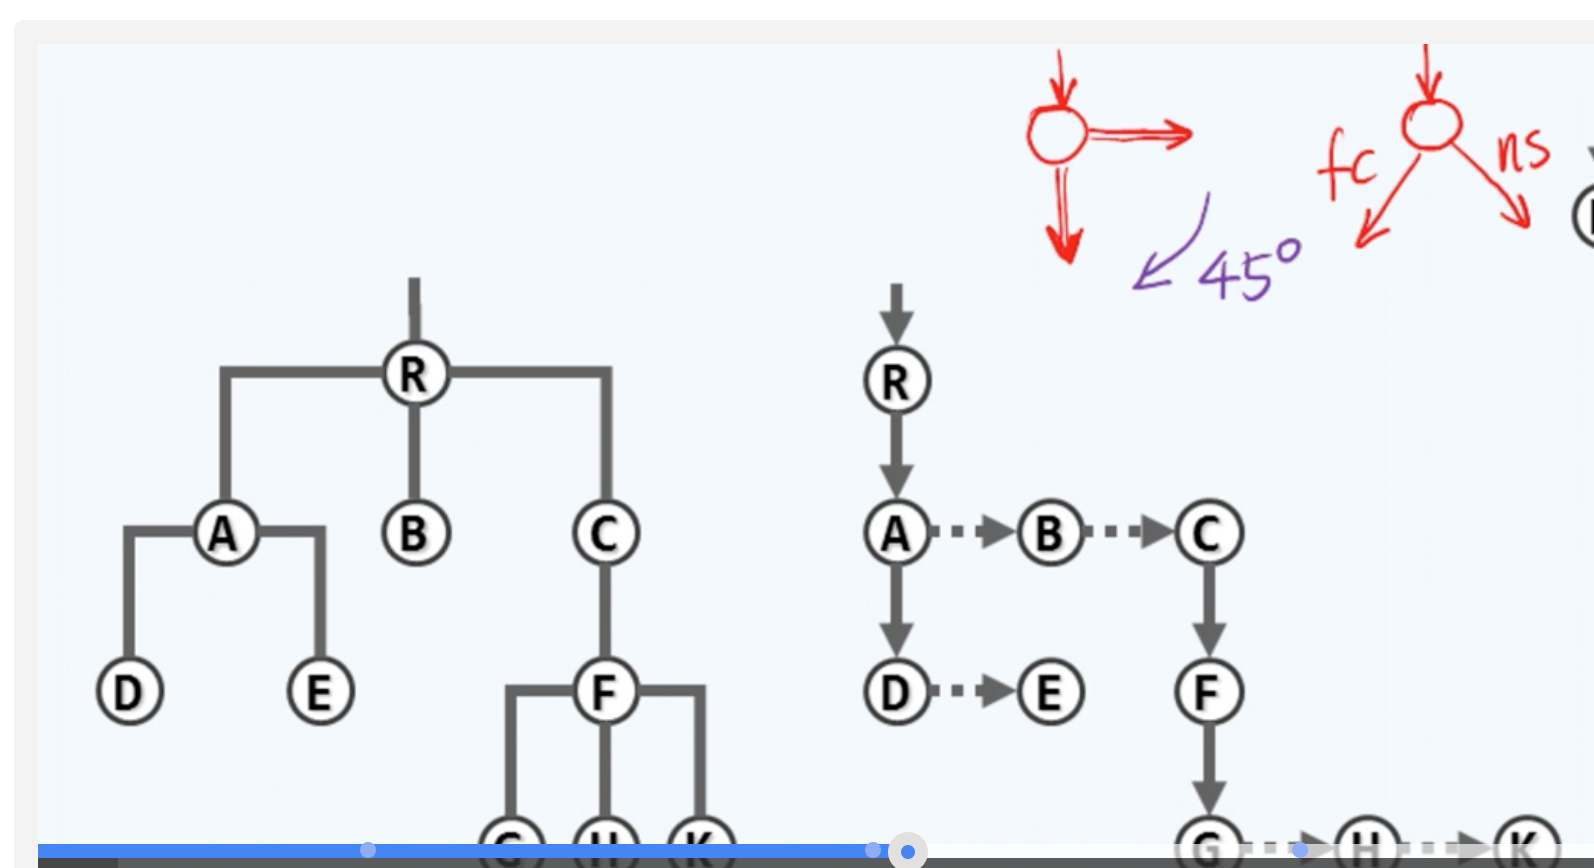 fc ns
45°
R R
A B C A B C
D E F D E F
G H K G H K